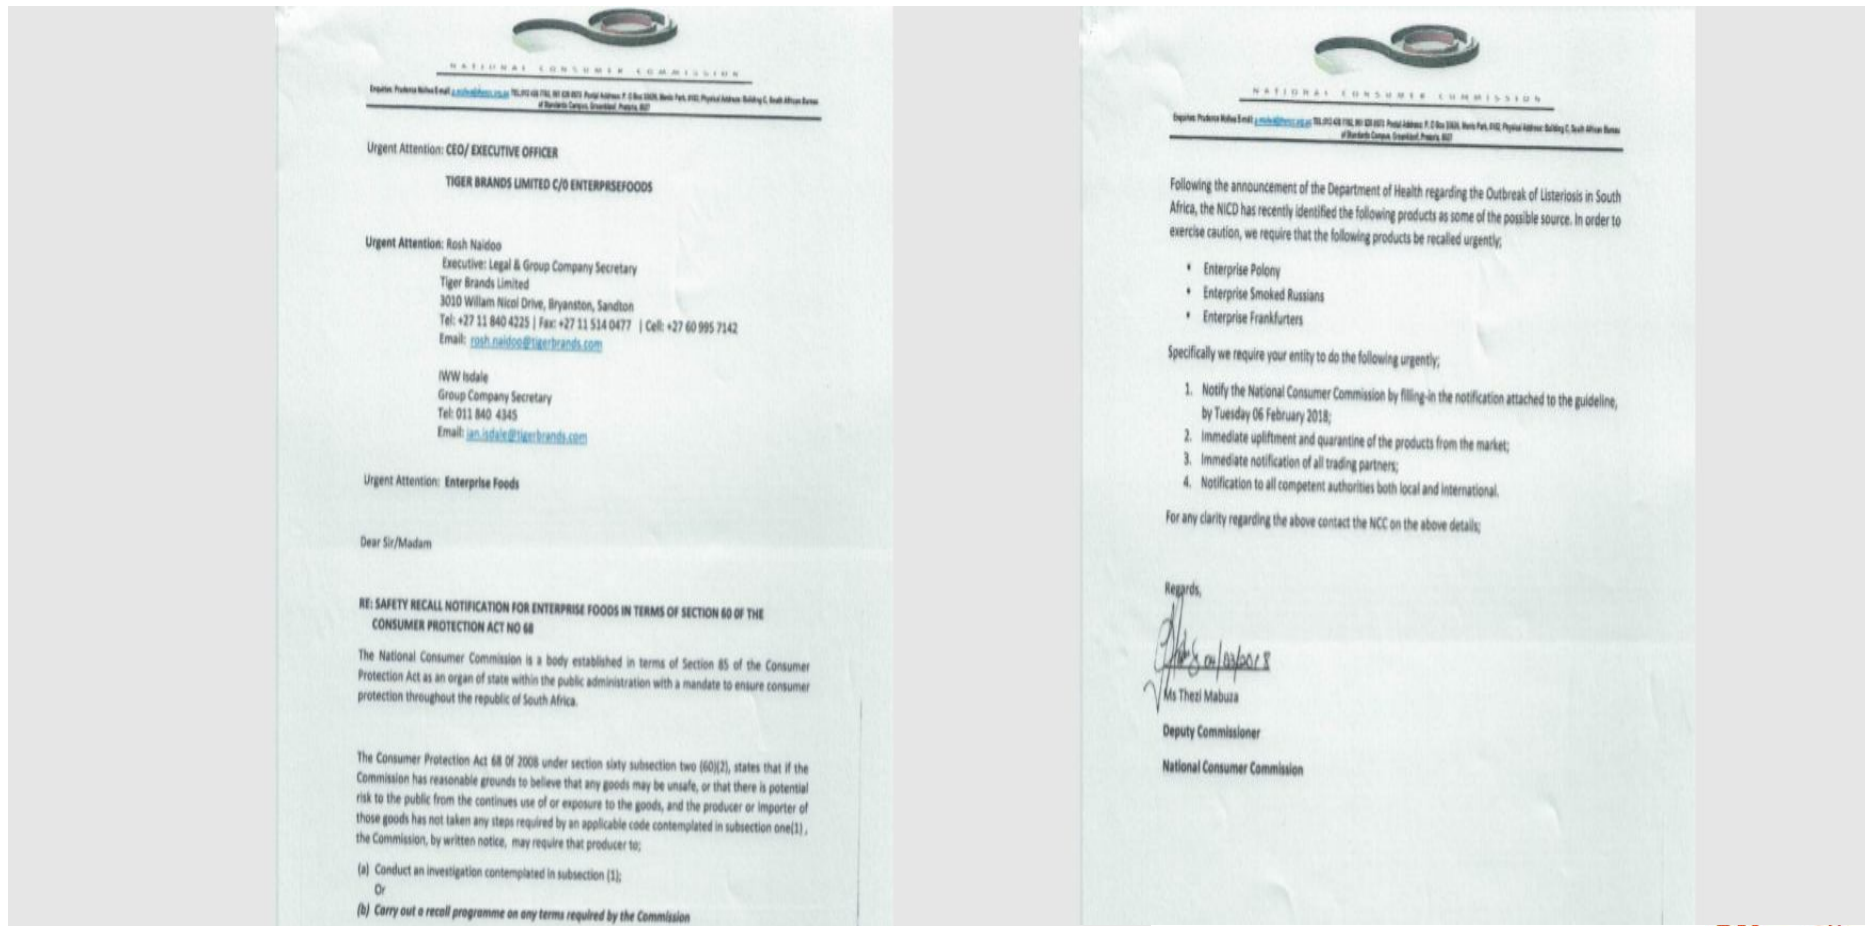 NATIONAL CONSUMER COMMISSION
Urgent Attention: CEO/ EXECUTIVE OFFICER
TIGER BRANDS LIMITED C/O ENTERPRSEFOODS
Urgent Attention: Rosh Naidoo
Executive: Legal & Group Company Secretary
Tiger Brands Limited
3010 Willam Nicol Drive, Bryanston, Sandton
Tel: +27 11 840 4225 | Fax: +27 11 514 0477 | Cell: +27 60 995 7142
Email: rosh.naidoo@tigerbrands.com
IWW Isdale
Group Company Secretary
Tel: 011 840 4345
Email: ian.isdale@tigerbrands.com
Urgent Attention: Enterprise Foods
Dear Sir/Madam
RE: SAFETY RECALL NOTIFICATION FOR ENTERPRISE FOODS IN TERMS OF SECTION 60 OF THE
CONSUMER PROTECTION ACT NO 68
The National Consumer Commission is a body established in terms of Section 85 of the Consumer
Protection Act as an organ of state within the public administration with a mandate to ensure consumer
protection throughout the republic of South Africa.
The Consumer Protection Act 68 Of 2008 under section sixty subsection two (60)(2), states that if the
Commission has reasonable grounds to believe that any goods may be unsafe, or that there is potential
risk to the public from the continues use of or exposure to the goods, and the producer or importer of
those goods has not taken any steps required by an applicable code contemplated in subsection one(1) ,
the Commission, by written notice, may require that producer to;
(a) Conduct an investigation contemplated in subsection (1);
Or
(b) Carry out a recall programme on any terms required by the Commission
NATIONAL CONSUMER COMMISSION
Following the announcement of the Department of Health regarding the Outbreak of Listeriosis in South
Africa, the NICD has recently identified the following products as some of the possible source. In order to
exercise caution, we require that the following products be recalled urgently;
• Enterprise Polony
• Enterprise Smoked Russians
• Enterprise Frankfurters
Specifically we require your entity to do the following urgently;
1. Notify the National Consumer Commission by filling-in the notification attached to the guideline,
by Tuesday 06 February 2018;
2. Immediate upliftment and quarantine of the products from the market;
3. Immediate notification of all trading partners;
4. Notification to all competent authorities both local and international.
For any clarity regarding the above contact the NCC on the above details;
Regards,
04/03/2018
Ms Thezi Mabuza
Deputy Commissioner
National Consumer Commission